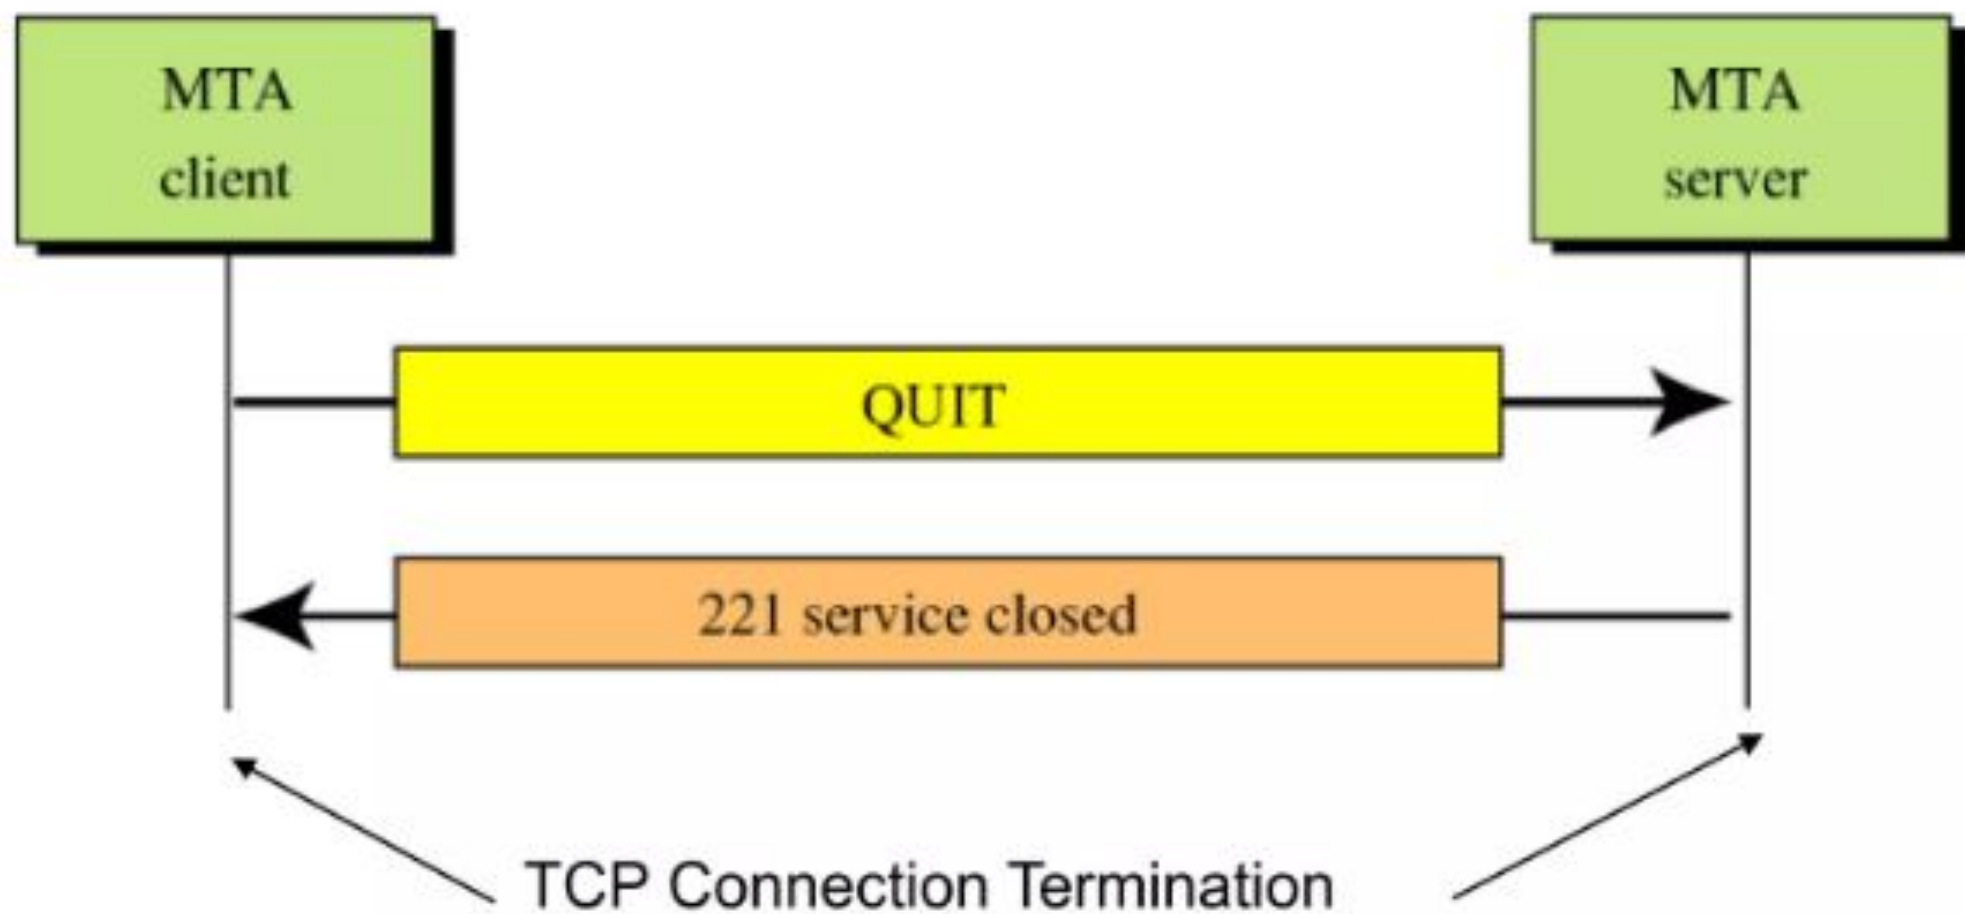 MTA
client
MTA
server
QUIT
221 service closed
TCP Connection Termination